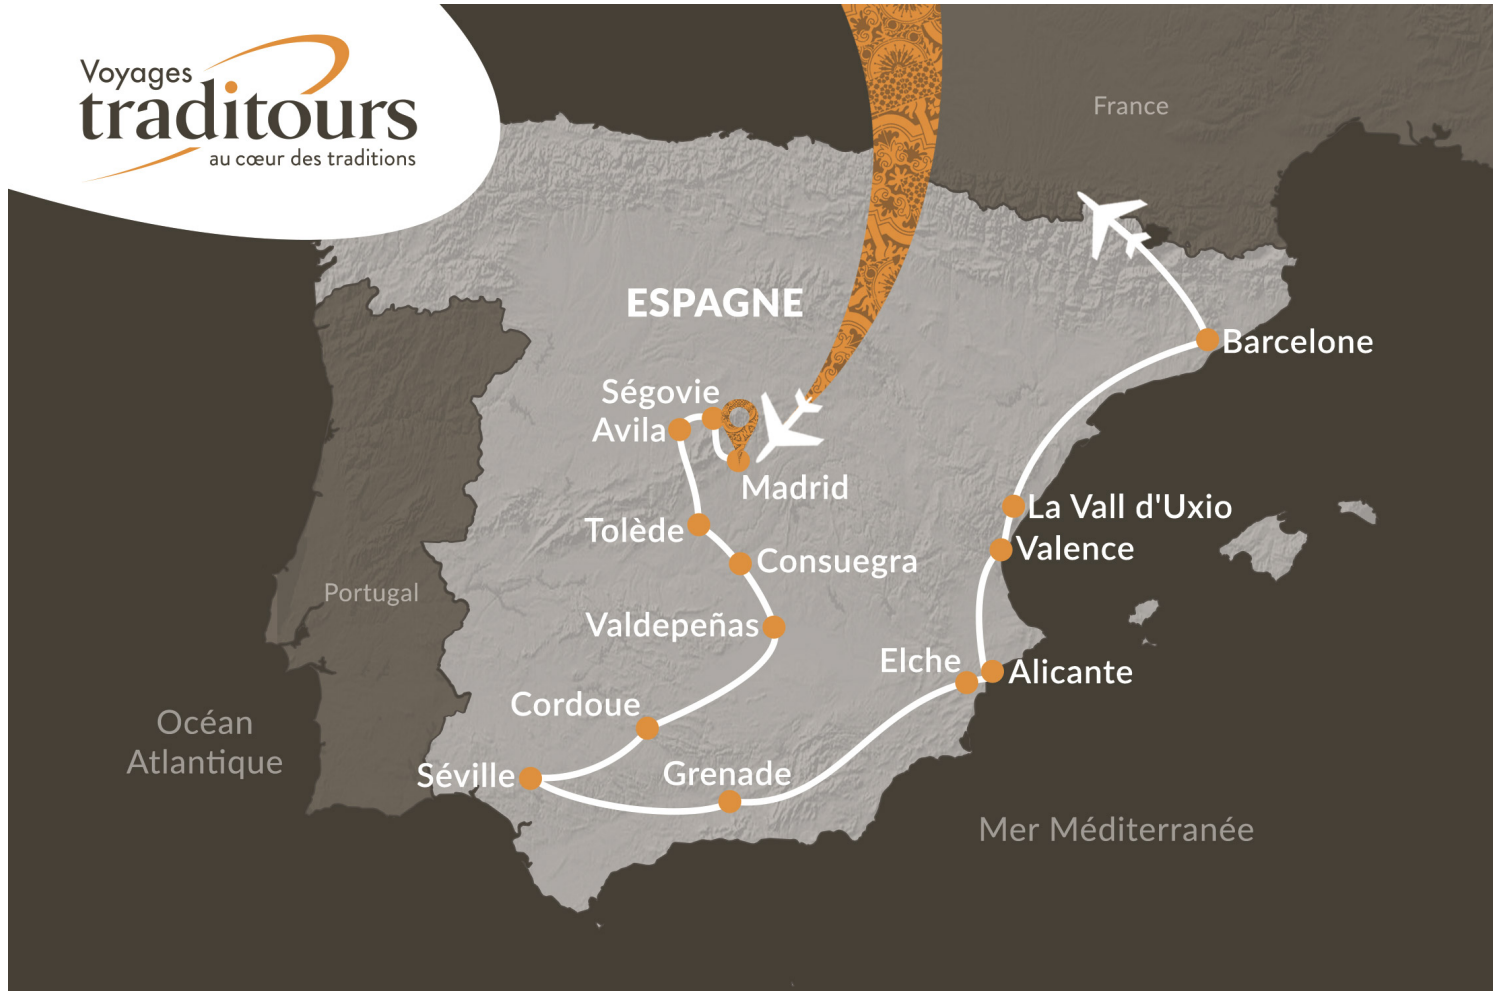 Voyages
traditours
au cœur des traditions
France
ESPAGNE
Barcelone
Ségovie
Avila
Madrid
La Vall d'Uxio
Tolède
Valence
Consuegra
Portugal
Valdepeñas
Elche
Alicante
Cordoue
Océan
Atlantique
Séville
Grenade
Mer Méditerranée